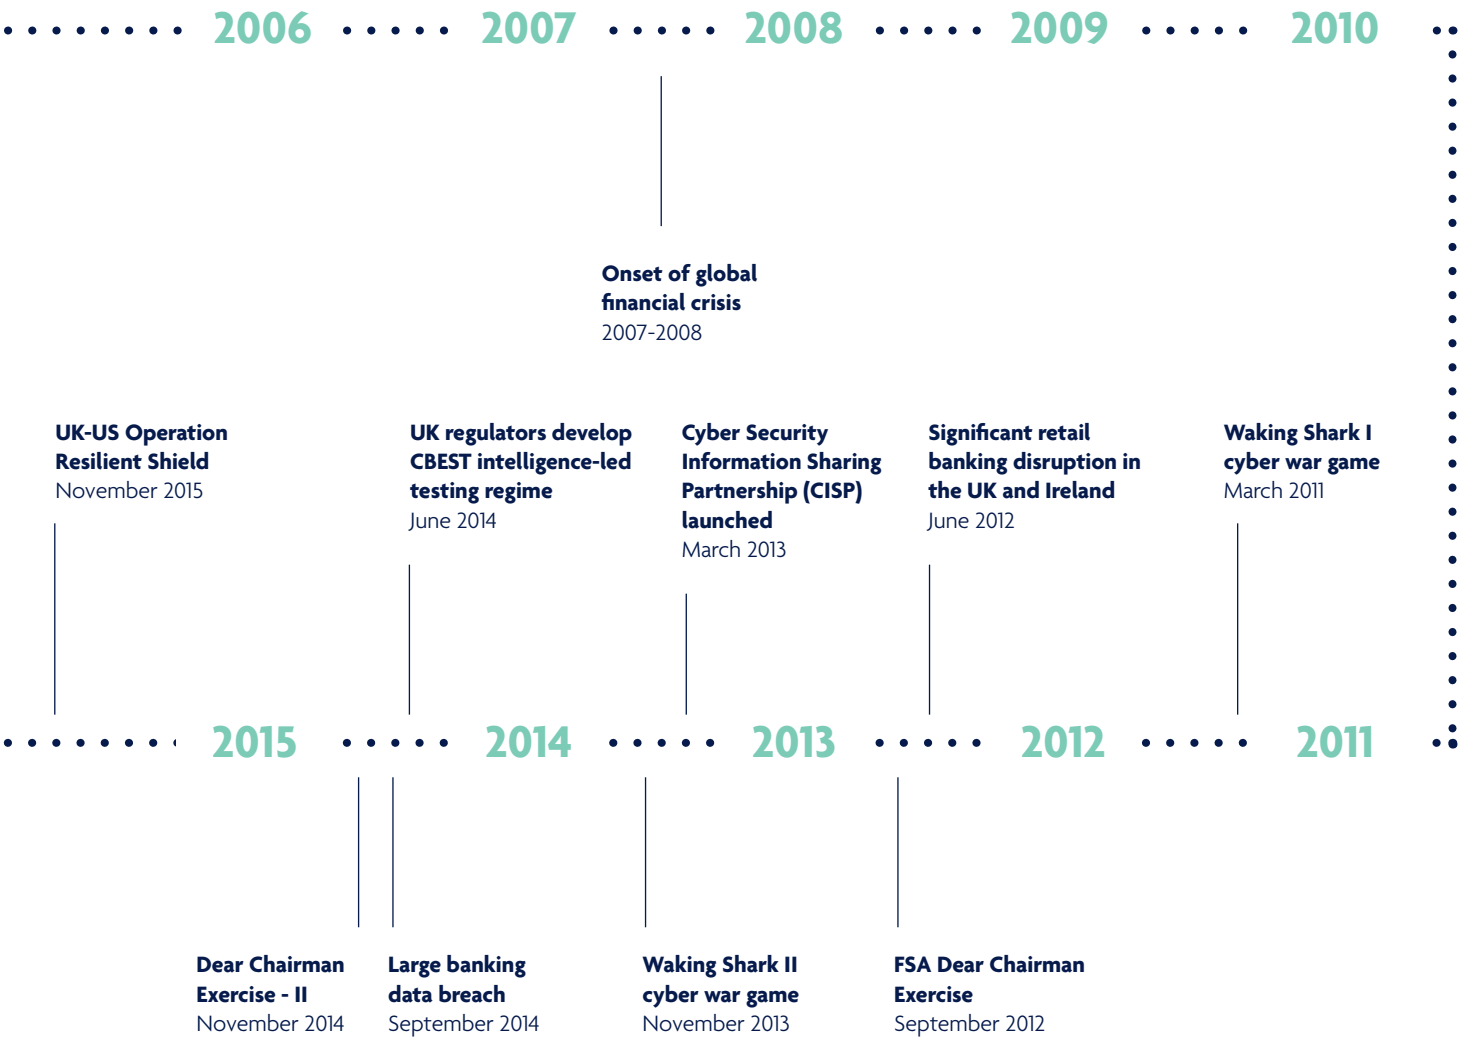 2006 2007 2008 2009 2010
Onset of global
financial crisis
2007-2008
UK-US Operation
Resilient Shield
November 2015
UK regulators develop
CBEST intelligence-led
testing regime
June 2014
Cyber Security
Information Sharing
Partnership (CISP)
launched
March 2013
Significant retail
banking disruption in
the UK and Ireland
June 2012
Waking Shark I
cyber war game
March 2011
2015 2014 2013 2012 2011
Dear Chairman
Exercise - II
November 2014
Large banking
data breach
September 2014
Waking Shark II
cyber war game
November 2013
FSA Dear Chairman
Exercise
September 2012